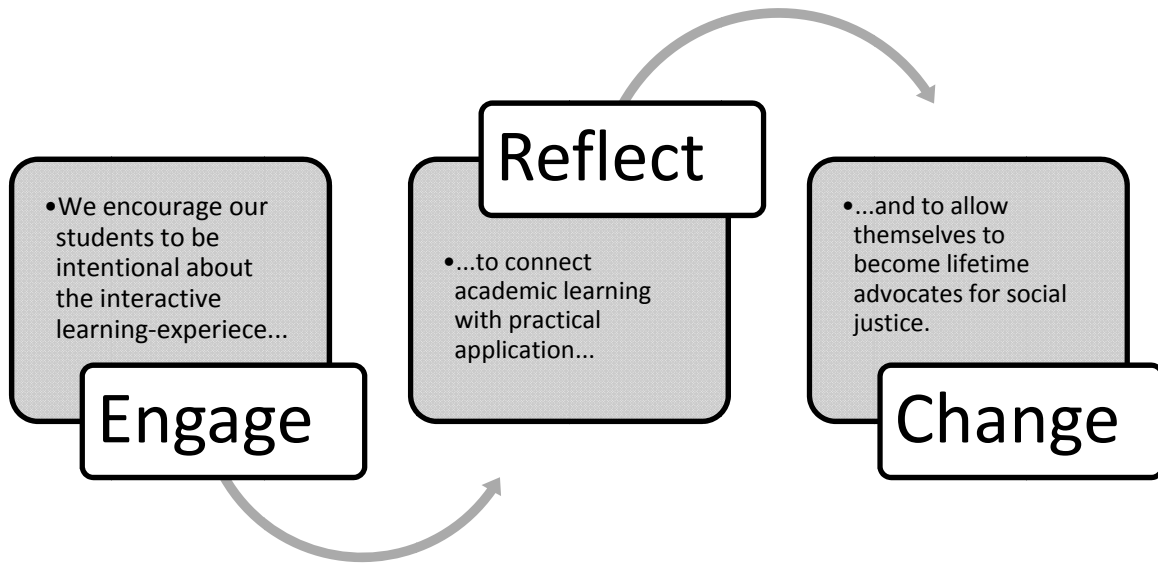 •We encourage our
students to be
intentional about
the interactive
learning-experiece...
Engage
Reflect
•...to connect
academic learning
with practical
application...
•...and to allow
themselves to
become lifetime
advocates for social
justice.
Change